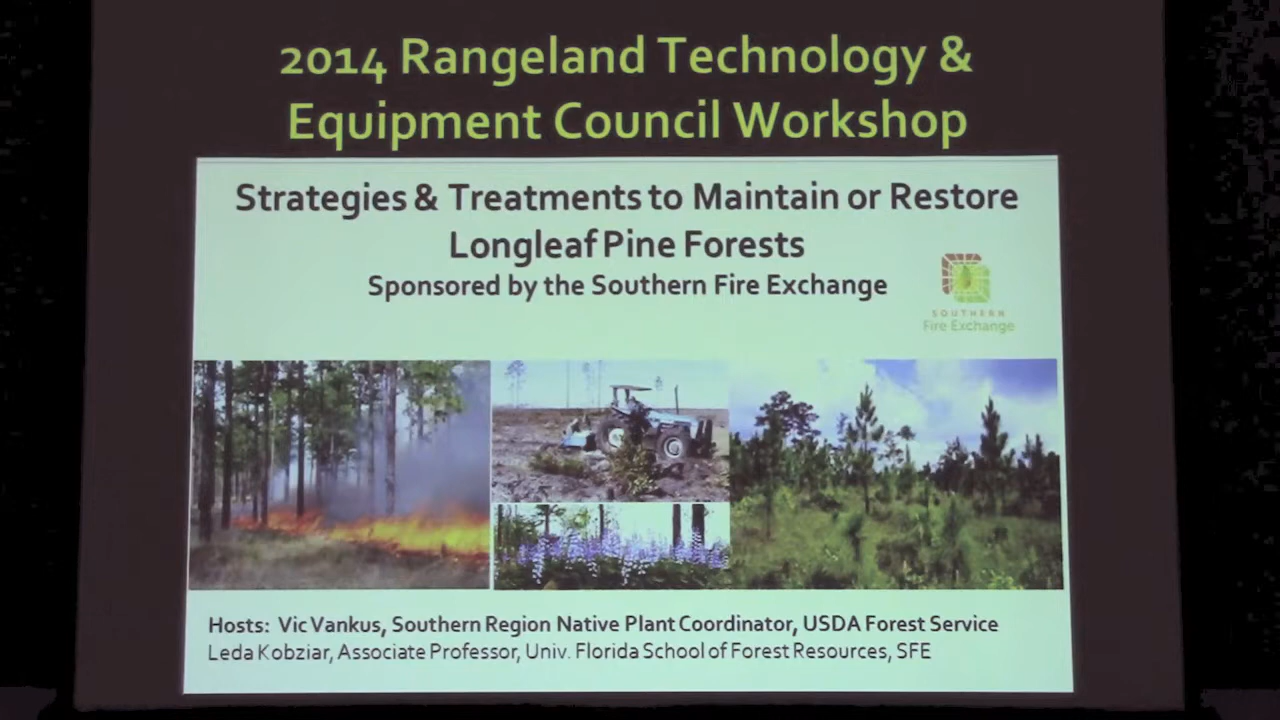 2014 Rangeland Technology &
Equipment Council Workshop
Strategies & Treatments to Maintain or Restore
Longleaf Pine Forests
Sponsored by the Southern Fire Exchange
SOUTHERN
Fire Exchange
Hosts: Vic Vankus, Southern Region Native Plant Coordinator, USDA Forest Service
Leda Kobziar, Associate Professor, Univ. Florida School of Forest Resources, SFE